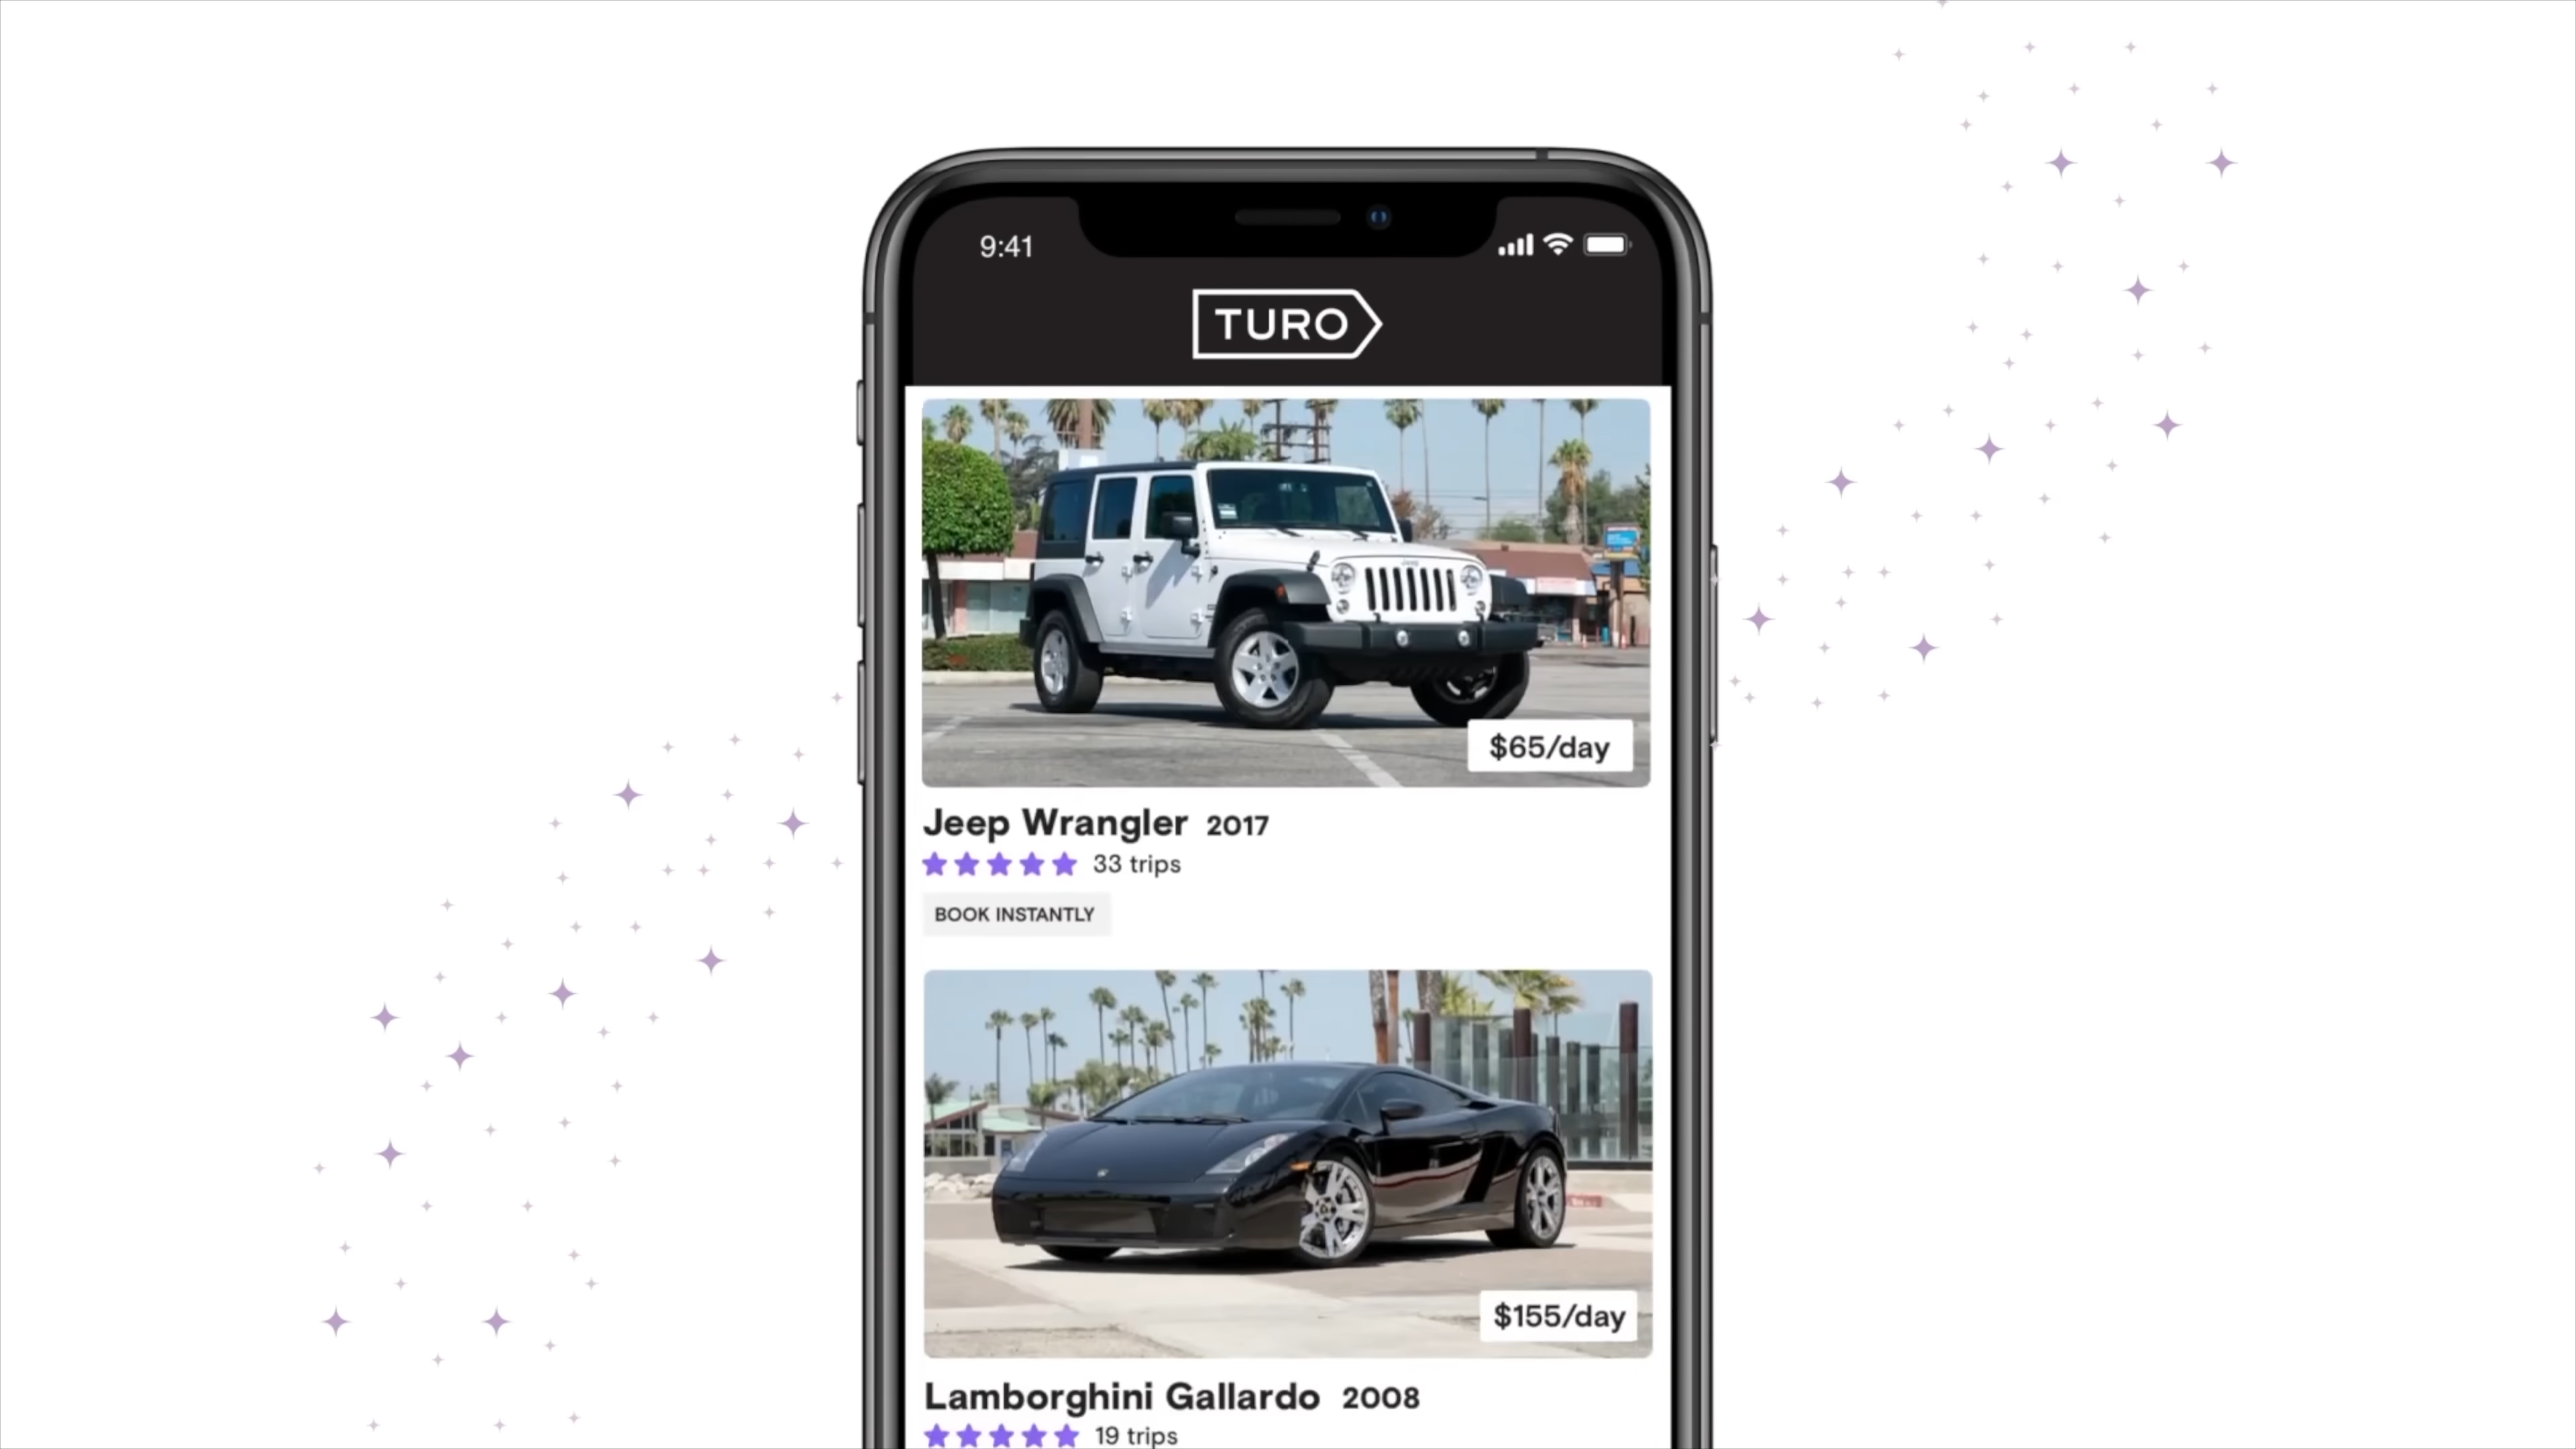 9:41
TURO
$65/day
Jeep Wrangler 2017
33 trips
BOOK INSTANTLY
$155/day
Lamborghini Gallardo 2008
19 trips